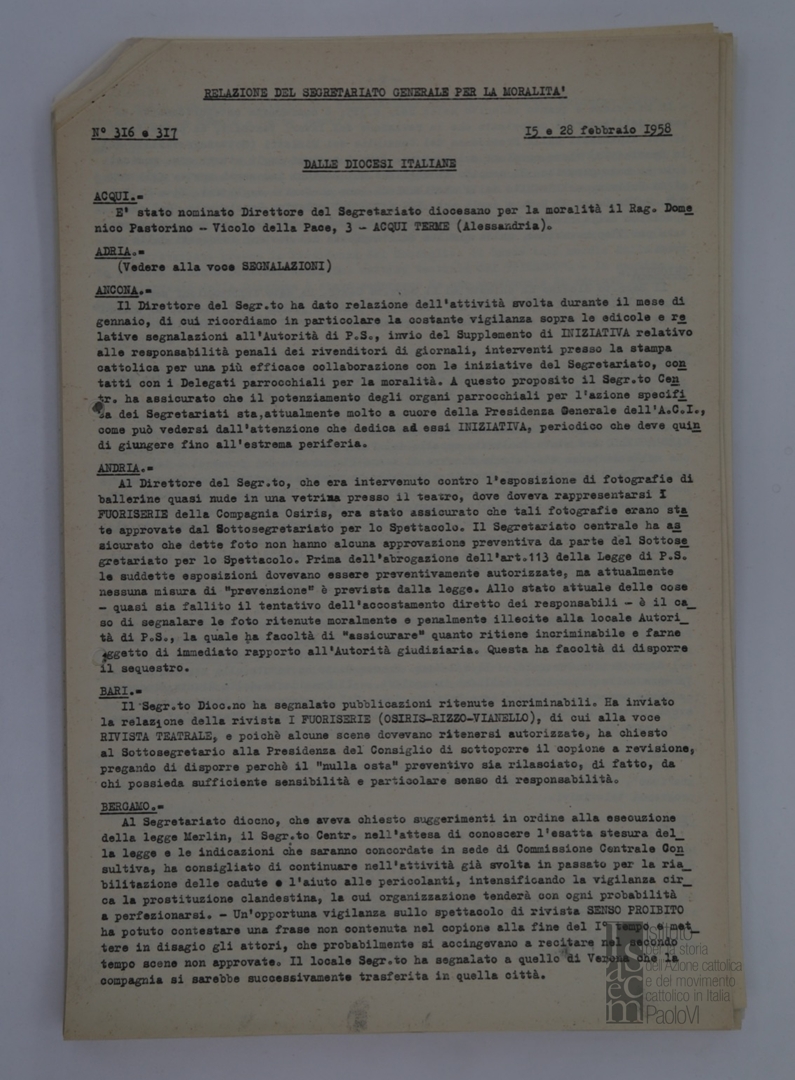 RELAZIONE DEL SEGRETARIATO GENERALE PER LA MORALITA'
N° 316 e 317 15 e 28 febbraio 1958
DALLE DIOCESI ITALIANE
ACQUI.=
E' stato nominato Direttore del Segretariato diocesano per la moralità il Rag. Dome
nico Pastorino - Vicolo della Pace, 3 - ACQUI TERME (Alessandria).
ADRIA.=
(Vedere alla voce SEGNALAZIONI)
ANCONA.=
Il Direttore del Segr.to ha dato relazione dell'attività svolta durante il mese di
gennaio, di cui ricordiamo in particolare la costante vigilanza sopra le edicole e re
lative segnalazioni all'Autorità di P.S., invio del Supplemento di INIZIATIVA relativo
alle responsabilità penali dei rivenditori di giornali, interventi presso la stampa
cattolica per una più efficace collaborazione con le iniziative del Segretariato, con
tatti con i Delegati parrocchiali per la moralità. A questo proposito il Segr.to Cen
tr. ha assicurato che il potenziamento degli organi parrocchiali per l'azione specifi
ca dei Segretariati sta,attualmente molto a cuore della Presidenza Generale dell'A.C.I.,
come può vedersi dall'attenzione che dedica ad essi INIZIATIVA, periodico che deve quin
di giungere fino all'estrema periferia.
ANDRIA.=
Al Direttore del Segr.to, che era intervenuto contro l'esposizione di fotografie di
ballerine quasi nude in una vetrina presso il teatro, dove doveva rappresentarsi I
FUORISERIE della Compagnia Osiris, era stato assicurato che tali fotografie erano sta
te approvate dal Sottosegretariato per lo Spettacolo. Il Segretariato centrale ha as
sicurato che dette foto non hanno alcuna approvazione preventiva da parte del Sottose
gretariato per lo Spettacolo. Prima dell'abrogazione dell'art.113 della Legge di P.S.
le suddette esposizioni dovevano essere preventivamente autorizzate, ma attualmente
nessuna misura di "prevenzione" è prevista dalla legge. Allo stato attuale delle cose
- quasi sia fallito il tentativo dell'accostamento diretto dei responsabili - è il ca_
so di segnalare le foto ritenute moralmente e penalmente illecite alla locale Autori_
tà di P.S., la quale ha facoltà di "assicurare" quanto ritiene incriminabile e farne
oggetto di immediato rapporto all'Autorità giudiziaria. Questa ha facoltà di disporre
il sequestro.
BARI.=
Il Segr.to Dioc.no ha segnalato pubblicazioni ritenute incriminabili. Ha inviato
la relazione della rivista I FUORISERIE (OSIRIS-RIZZO-VIANELLO), di cui alla voce
RIVISTA TEATRALE, e poichè alcune scene dovevano ritenersi autorizzate, ha chiesto
al Sottosegretario alla Presidenza del Consiglio di sottoporre il copione a revisione,
pregando di disporre perchè il "nulla osta" preventivo sia rilasciato, di fatto, da
chi possieda sufficiente sensibilità e particolare senso di responsabilità.
BERGAMO.=
Al Segretariato diocno, che aveva chiesto suggerimenti in ordine alla esecuzione
della legge Merlin, il Segr.to Centr. nell'attesa di conoscere l'esatta stesura del_
la legge e le indicazioni che saranno concordate in sede di Commissione Centrale Con
sultiva, ha consigliato di continuare nell'attività già svolta in passato per la ria_
bilitazione delle cadute e l'aiuto alle pericolanti, intensificando la vigilanza cir_
ca la prostituzione clandestina, la cui organizzazione tenderà con ogni probabilità
a perfezionarsi. - Un'opportuna vigilanza sullo spettacolo di rivista SENSO PROIBITO
ha potuto contestare una frase non contenuta nel copione alla fine del I° tempo e met_
tere in disagio gli attori, che probabilmente si accingevano a recitare nel secondo
tempo scene non approvate. Il locale Segr.to ha segnalato a quello di Verona che la
compagnia si sarebbe successivamente trasferita in quella città.
Istituto
per la storia
dell'Azione cattolica
e del movimento
cattolico in Italia
PaoloVI